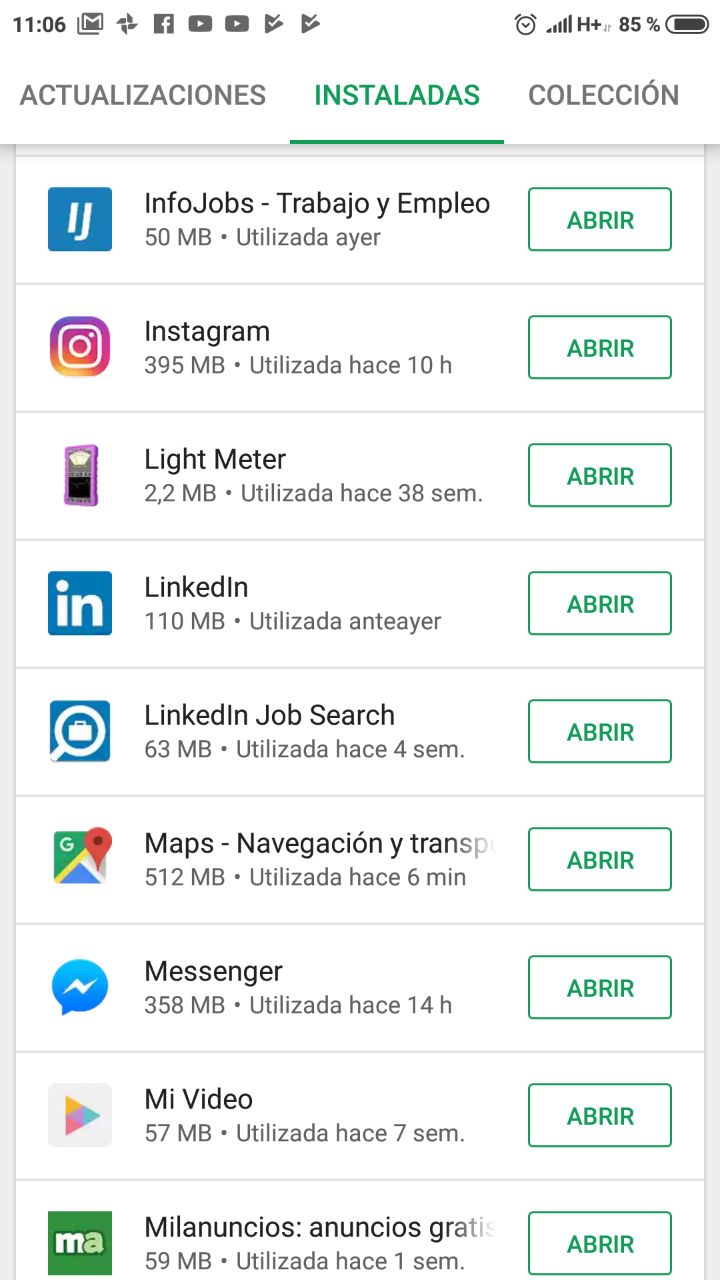 11:06 H+ 85 %
ACTUALIZACIONES INSTALADAS COLECCIÓN
IJ InfoJobs - Trabajo y Empleo
50 MB • Utilizada ayer
ABRIR
Instagram
395 MB • Utilizada hace 10 h
ABRIR
Light Meter
2,2 MB • Utilizada hace 38 sem.
ABRIR
in LinkedIn
110 MB • Utilizada anteayer
ABRIR
LinkedIn Job Search
63 MB • Utilizada hace 4 sem.
ABRIR
G Maps - Navegación y transpo
512 MB • Utilizada hace 6 min
ABRIR
Messenger
358 MB • Utilizada hace 14 h
ABRIR
Mi Video
57 MB • Utilizada hace 7 sem.
ABRIR
ma Milanuncios: anuncios gratis
59 MB • Utilizada hace 1 sem.
ABRIR